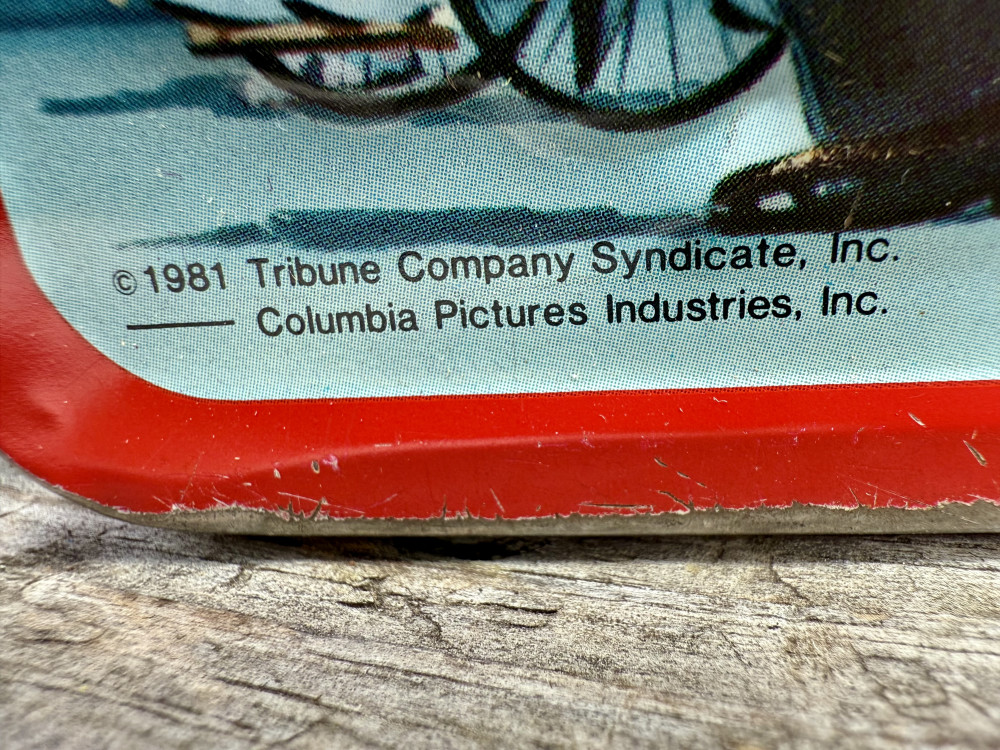 © 1981 Tribune Company Syndicate, Inc.
Columbia Pictures Industries, Inc.